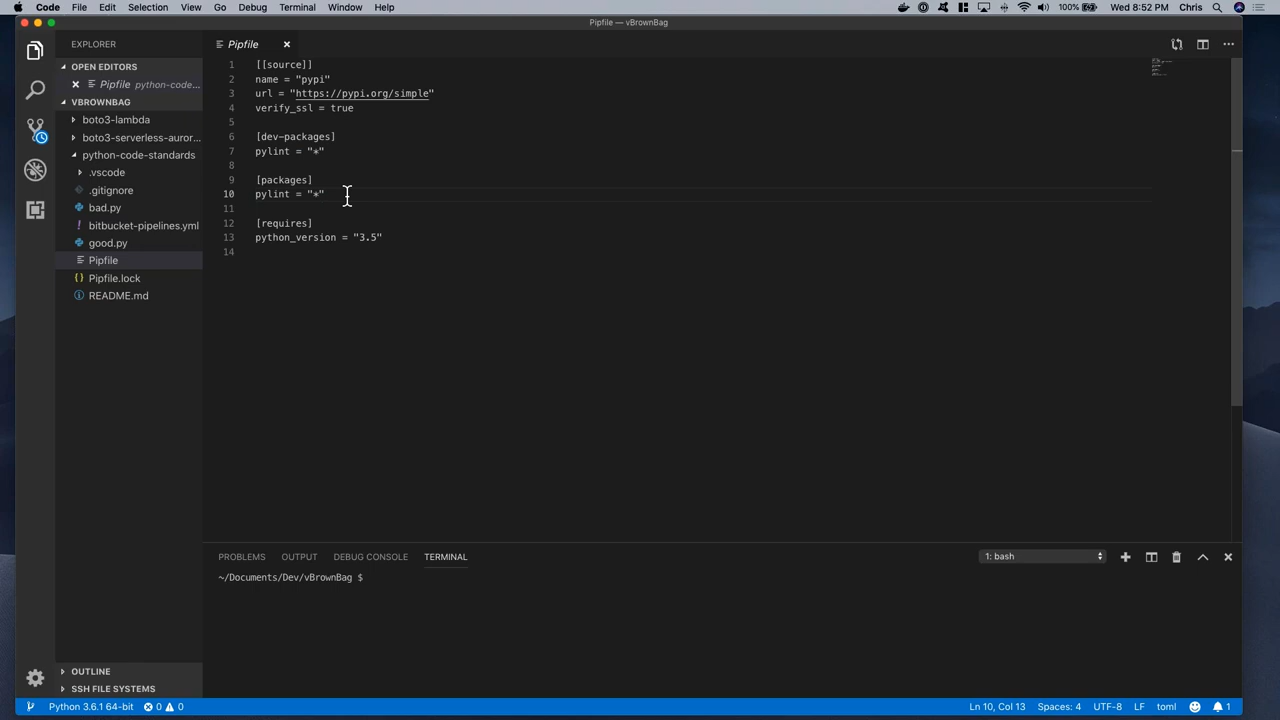 Code File Edit Selection View Go Debug Terminal Window Help 100% Wed 8:52 PM Chris
Pipfile — vBrownBag
EXPLORER
OPEN EDITORS
Pipfile python-code...
VBROWNBAG
boto3-lambda
boto3-serverless-auror...
python-code-standards
.vscode
.gitignore
bad.py
bitbucket-pipelines.yml
good.py
Pipfile
Pipfile.lock
README.md
OUTLINE
SSH FILE SYSTEMS
Pipfile
1 [[source]]
2 name = "pypi"
3 url = "https://pypi.org/simple"
4 verify_ssl = true
5
6 [dev-packages]
7 pylint = "*"
8
9 [packages]
10 pylint = "*"
11
12 [requires]
13 python_version = "3.5"
14
PROBLEMS OUTPUT DEBUG CONSOLE TERMINAL 1: bash
~/Documents/Dev/vBrownBag $
Python 3.6.1 64-bit 0 0 Ln 10, Col 13 Spaces: 4 UTF-8 LF toml 1